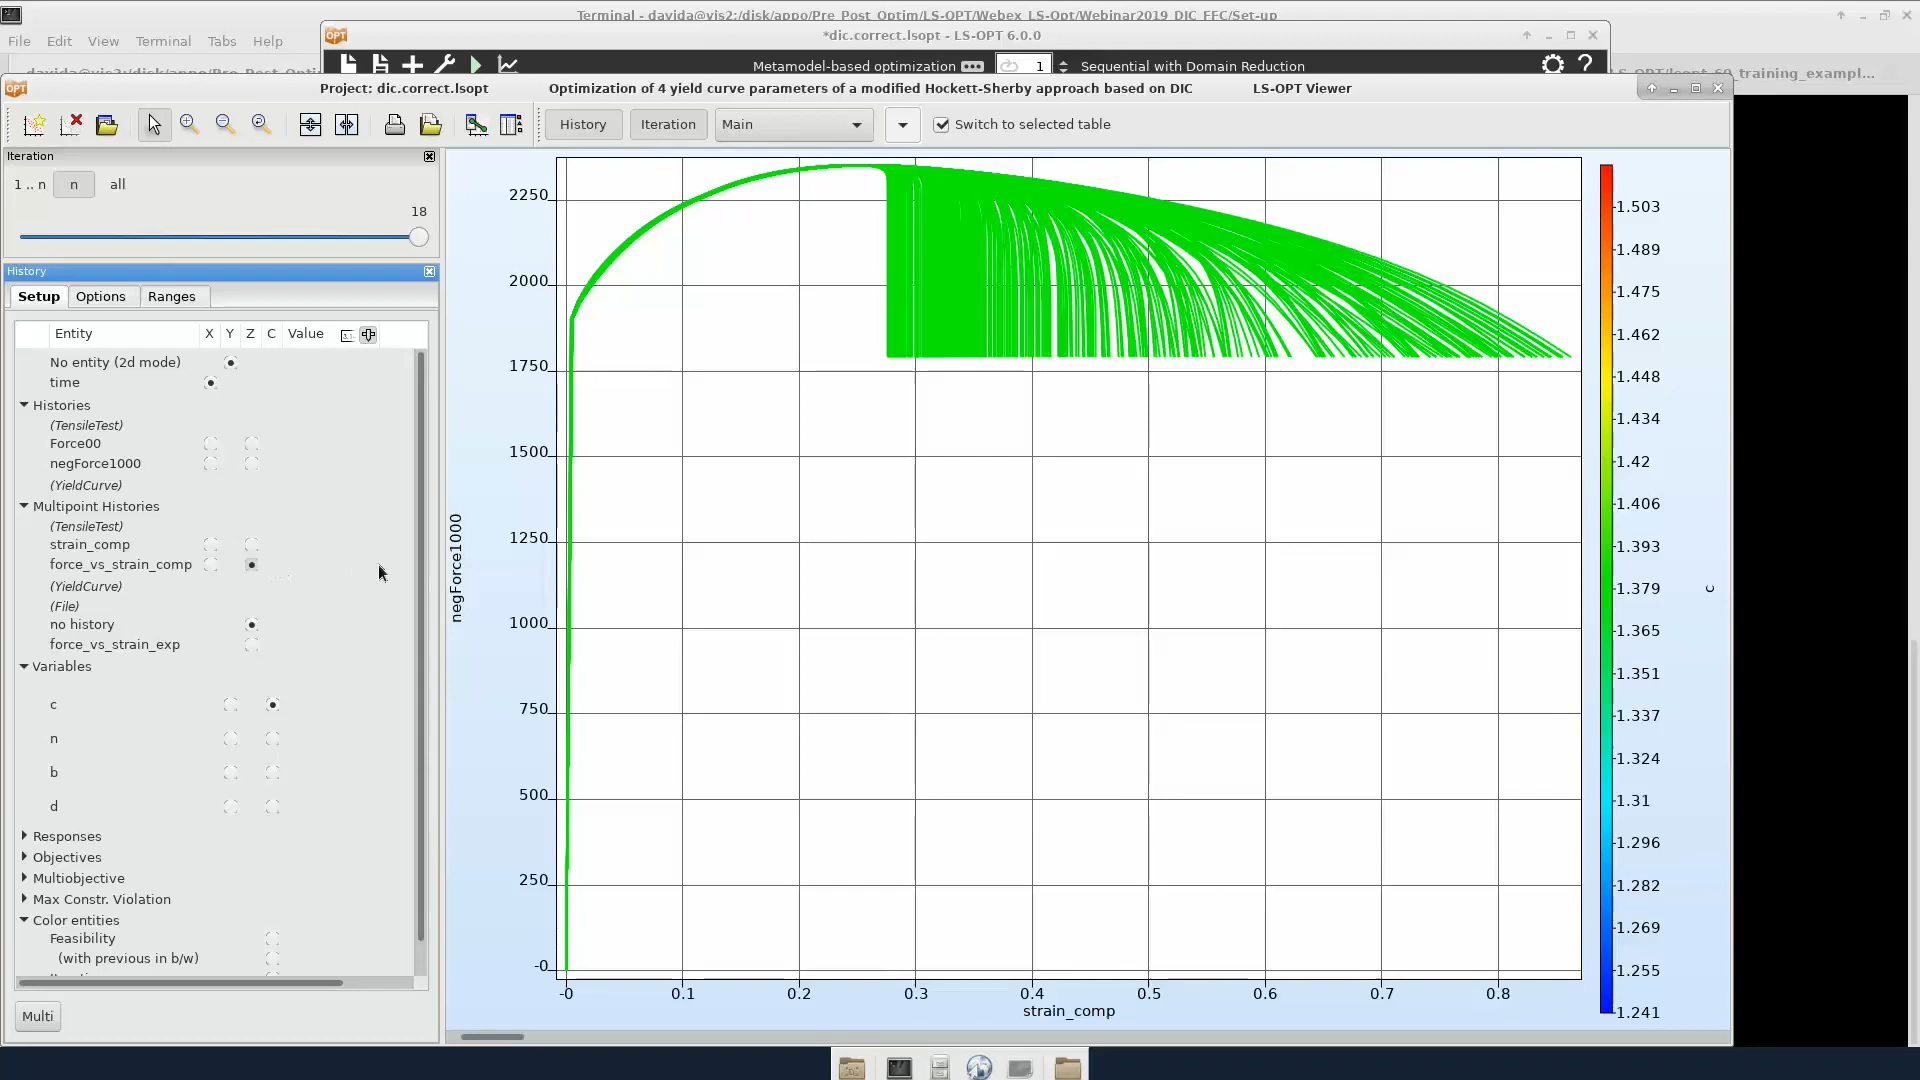 Terminal - davida@vis2:/disk/appo/Pre_Post_Optim/LS-OPT/Webex_LS-Opt/Webinar2019_DIC_FFC/Set-up
File Edit View Terminal Tabs Help
OPT *dic.correct.lsopt - LS-OPT 6.0.0
Metamodel-based optimization 1 Sequential with Domain Reduction
OPT Project: dic.correct.lsopt Optimization of 4 yield curve parameters of a modified Hockett-Sherby approach based on DIC LS-OPT Viewer
History Iteration Main Switch to selected table
Iteration
1 .. n n all
18
History
Setup Options Ranges
Entity X Y Z C Value
No entity (2d mode)
time
Histories
(TensileTest)
Force00
negForce1000
(YieldCurve)
Multipoint Histories
(TensileTest)
strain_comp
force_vs_strain_comp
(YieldCurve)
(File)
no history
force_vs_strain_exp
Variables
c
n
b
d
Responses
Objectives
Multiobjective
Max Constr. Violation
Color entities
Feasibility
(with previous in b/w)
Multi
negForce1000
2250
2000
1750
1500
1250
1000
750
500
250
-0
-0 0.1 0.2 0.3 0.4 0.5 0.6 0.7 0.8
strain_comp
1.503
1.489
1.475
1.462
1.448
1.434
1.42
1.406
1.393
1.379
1.365
1.351
1.337
1.324
1.31
1.296
1.282
1.269
1.255
1.241
c